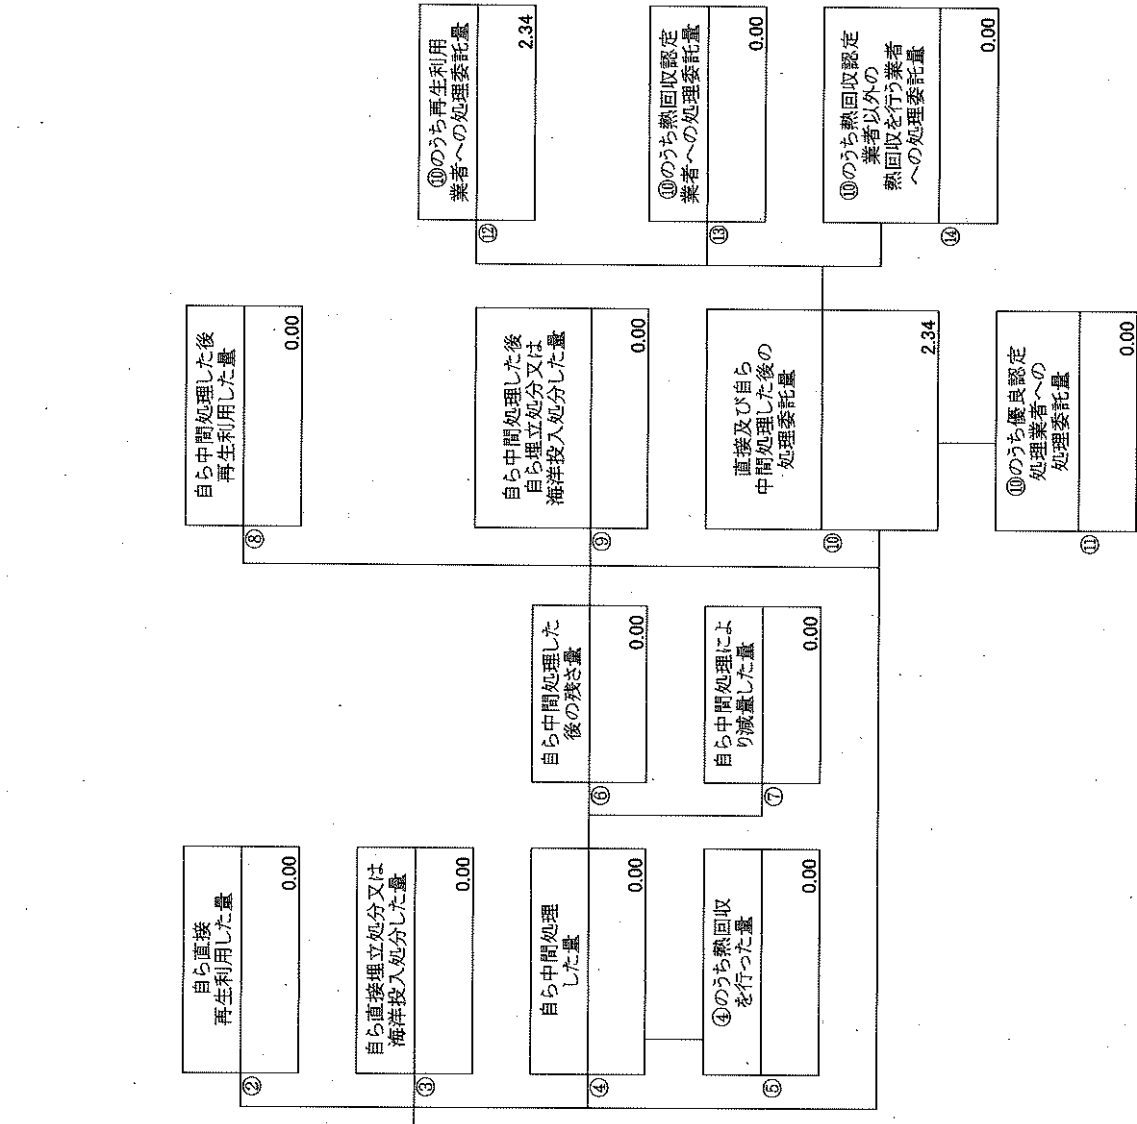 ②
自ら直接
再生利用した量
0.00
③
自ら直接埋立処分又は
海洋投入処分した量
0.00
④
自ら中間処理
した量
0.00
⑤
④のうち熱回収
を行った量
0.00
⑥
自ら中間処理した
後の残さ量
0.00
⑦
自ら中間処理によ
り減量した量
0.00
⑧
自ら中間処理した後
再生利用した量
0.00
⑨
自ら中間処理した後
自ら埋立処分又は
海洋投入処分した量
0.00
⑩
直接及び自ら
中間処理した後の
処理委託量
2.34
⑪
⑩のうち優良認定
処理業者への
処理委託量
0.00
⑫
⑩のうち再生利用
業者への処理委託量
2.34
⑬
⑩のうち熱回収認定
業者への処理委託量
0.00
⑭
⑩のうち熱回収認定
業者以外の
熱回収を行う業者
への処理委託量
0.00